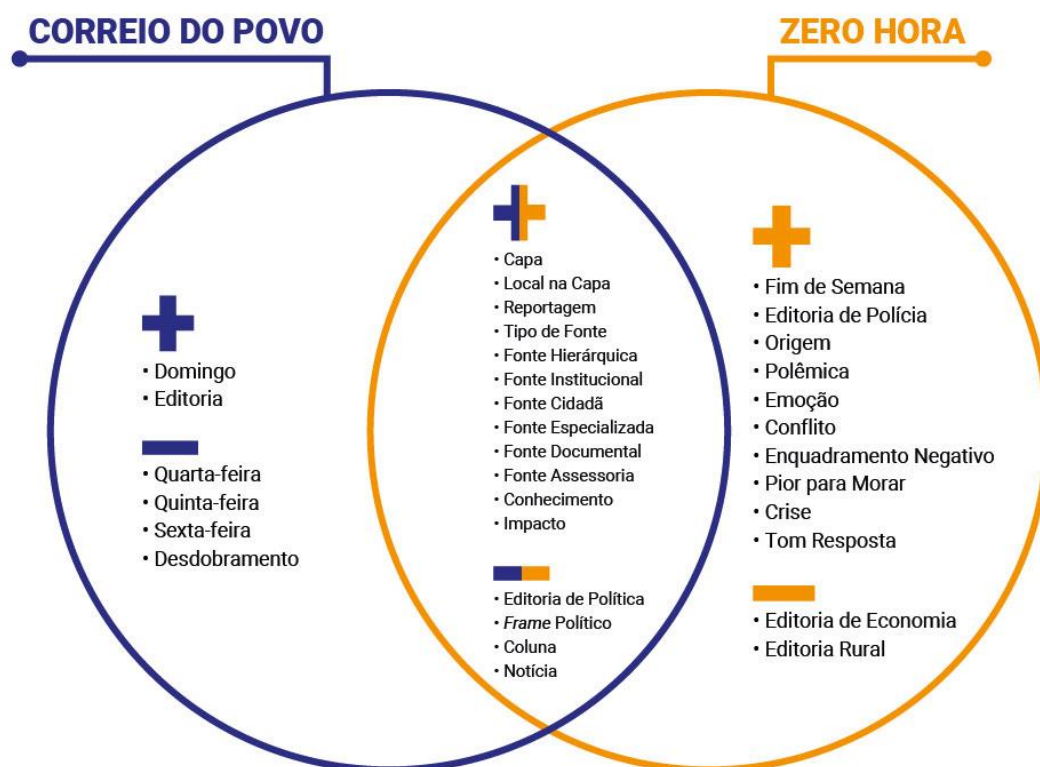 CORREIO DO POVO
ZERO HORA
• Domingo
• Editoria
• Quarta-feira
• Quinta-feira
• Sexta-feira
• Desdobramento
• Capa
• Local na Capa
• Reportagem
• Tipo de Fonte
• Fonte Hierárquica
• Fonte Institucional
• Fonte Cidadã
• Fonte Especializada
• Fonte Documental
• Fonte Assessoria
• Conhecimento
• Impacto
• Editoria de Política
• Frame Político
• Coluna
• Notícia
• Fim de Semana
• Editoria de Polícia
• Origem
• Polêmica
• Emoção
• Conflito
• Enquadramento Negativo
• Pior para Morar
• Crise
• Tom Resposta
• Editoria de Economia
• Editoria Rural